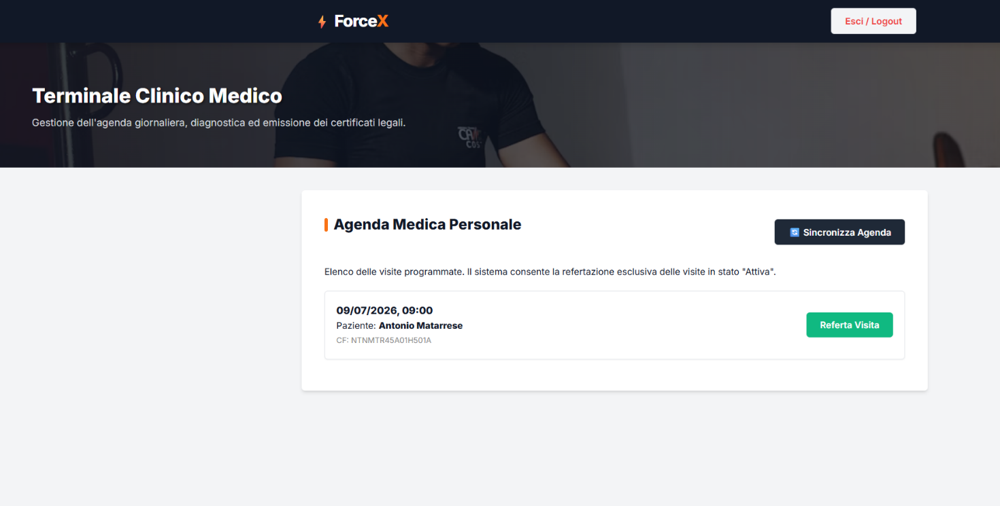 ForceX
Esci / Logout
Terminale Clinico Medico
Gestione dell'agenda giornaliera, diagnostica ed emissione dei certificati legali.
Agenda Medica Personale
Sincronizza Agenda
Elenco delle visite programmate. Il sistema consente la refertazione esclusiva delle visite in stato "Attiva".
09/07/2026, 09:00
Paziente: Antonio Matarrese
CF: NTNMTR45A01H501A
Referta Visita